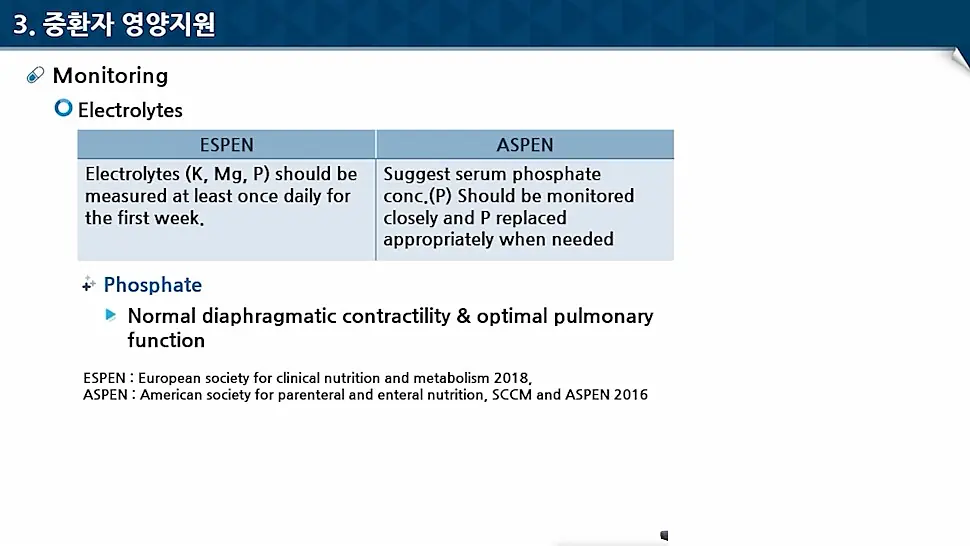 3. 중환자 영양지원
Monitoring
Electrolytes
ESPEN
ASPEN
Electrolytes (K, Mg, P) should be
measured at least once daily for
the first week.
Suggest serum phosphate
conc.(P) Should be monitored
closely and P replaced
appropriately when needed
Phosphate
Normal diaphragmatic contractility & optimal pulmonary
function
ESPEN : European society for clinical nutrition and metabolism 2018,
ASPEN : American society for parenteral and enteral nutrition, SCCM and ASPEN 2016